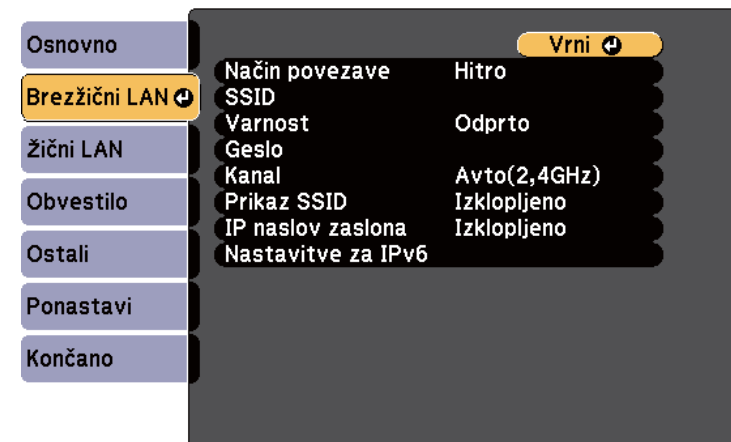 Osnovno
Brezžični LAN
Žični LAN
Obvestilo
Ostali
Ponastavi
Končano
Vrni
Način povezave Hitro
SSID
Varnost Odprto
Geslo
Kanal Avto(2,4GHz)
Prikaz SSID Izklopljeno
IP naslov zaslona Izklopljeno
Nastavitve za IPv6